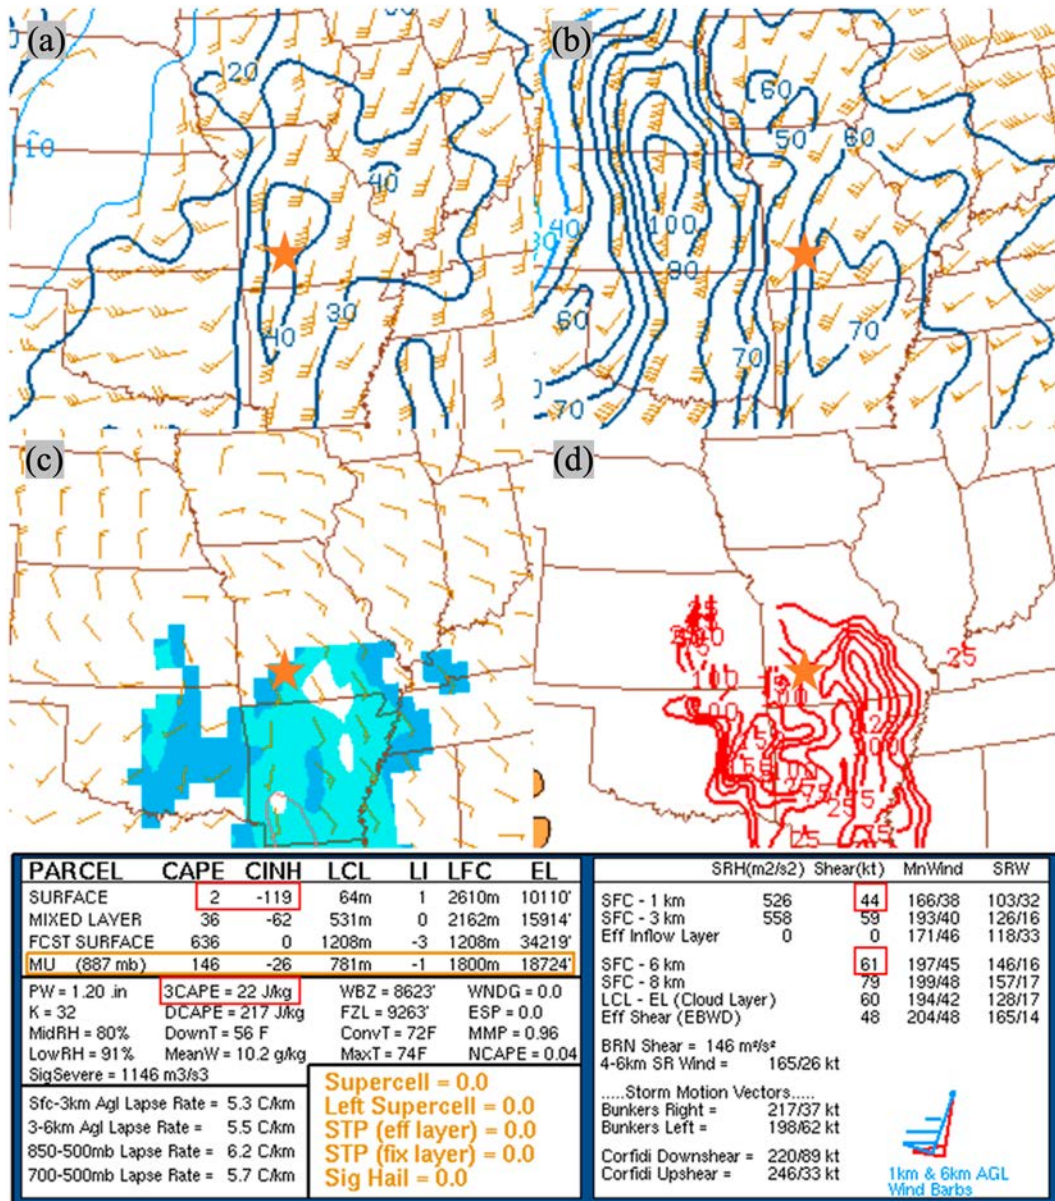 (a)
20
10
40
30
40
(b)
60
50
60
40
30
100
80
60
70
70
70
(c)
(d)
25
100
25
PARCEL CAPE CINH LCL LI LFC EL
SURFACE 2 -119 64m 1 2610m 10110'
MIXED LAYER 36 -62 531m 0 2162m 15914'
FCST SURFACE 636 0 1208m -3 1208m 34219'
MU (887 mb) 146 -26 781m -1 1800m 18724'
PW = 1.20 .in 3CAPE = 22 J/kg WBZ = 8623' WNDG = 0.0
K = 32 DCAPE = 217 J/kg FZL = 9263' ESP = 0.0
MidRH = 80% DownT = 56 F ConvT = 72F MMP = 0.96
LowRH = 91% MeanW = 10.2 g/kg MaxT = 74F NCAPE = 0.04
SigSevere = 1146 m3/s3
Sfc-3km Agl Lapse Rate = 5.3 C/km
3-6km Agl Lapse Rate = 5.5 C/km
850-500mb Lapse Rate = 6.2 C/km
700-500mb Lapse Rate = 5.7 C/km
Supercell = 0.0
Left Supercell = 0.0
STP (eff layer) = 0.0
STP (fix layer) = 0.0
Sig Hail = 0.0
SRH(m2/s2) Shear(kt) MnWind SRW
SFC - 1 km 526 44 166/38 103/32
SFC - 3 km 558 59 193/40 126/16
Eff Inflow Layer 0 0 171/46 118/33
SFC - 6 km 61 197/45 146/16
SFC - 8 km 79 199/48 157/17
LCL - EL (Cloud Layer) 60 194/42 128/17
Eff Shear (EBWD) 48 204/48 165/14
BRN Shear = 146 m²/s²
4-6km SR Wind = 165/26 kt
.....Storm Motion Vectors.....
Bunkers Right = 217/37 kt
Bunkers Left = 198/62 kt
Corfidi Downshear = 220/89 kt
Corfidi Upshear = 246/33 kt
1km & 6km AGL
Wind Barbs